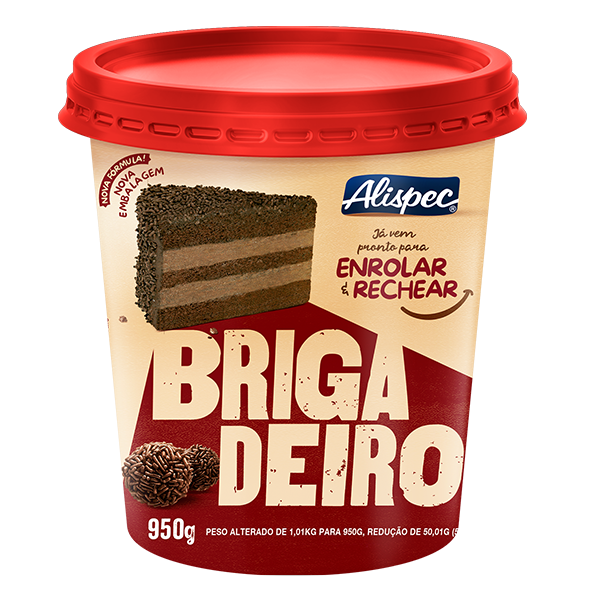 NOVA FÓRMULA!
NOVA
EMBALAGEM
Alispec®
Já vem
pronto para
ENROLAR
& RECHEAR
BRIGA
DEIRO
950g
PESO ALTERADO DE 1,01KG PARA 950G, REDUÇÃO DE 50,01G